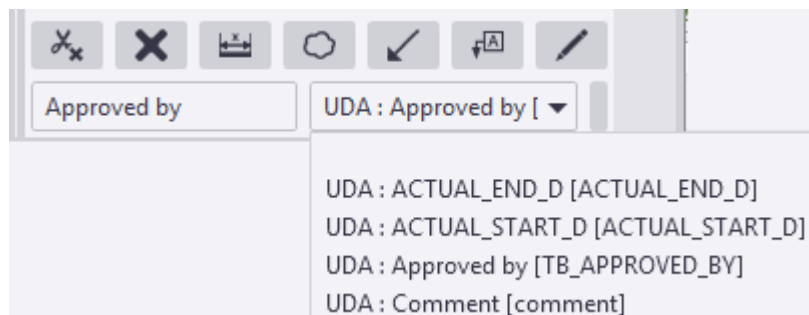 A
Approved by
UDA : Approved by [
UDA : ACTUAL_END_D [ACTUAL_END_D]
UDA : ACTUAL_START_D [ACTUAL_START_D]
UDA : Approved by [TB_APPROVED_BY]
UDA : Comment [comment]